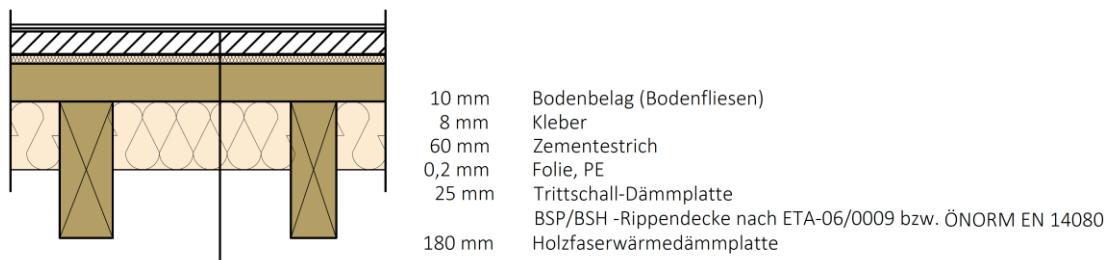 10 mm Bodenbelag (Bodenfliesen)
8 mm Kleber
60 mm Zementestrich
0,2 mm Folie, PE
25 mm Trittschall-Dämmplatte
BSP/BSH -Rippendecke nach ETA-06/0009 bzw. ÖNORM EN 14080
180 mm Holzfaserwärmedämmplatte